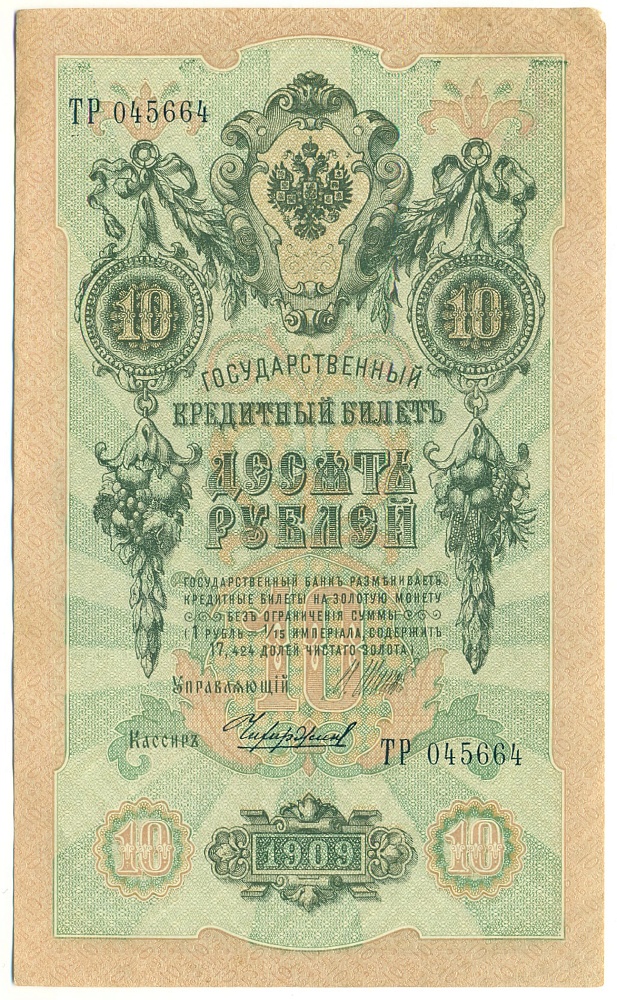 ТР 045664
10 10
ГОСУДАРСТВЕННЫЙ
КРЕДИТНЫЙ БИЛЕТЪ
ДЕСЯТЬ
РУБЛЕЙ
ГОСУДАРСТВЕННЫЙ БАНКЪ РАЗМѢНИВАЕТЪ
КРЕДИТНЫЕ БИЛЕТЫ НА ЗОЛОТУЮ МОНЕТУ
БЕЗЪ ОГРАНИЧЕНІЯ СУММЫ
(1 РУБЛЬ = 1/15 ИМПЕРІАЛА, СОДЕРЖИТЪ
17,424 ДОЛЕЙ ЧИСТАГО ЗОЛОТА)
10
УПРАВЛЯЮЩІЙ
КАССИРЪ
ТР 045664
10 1909 10